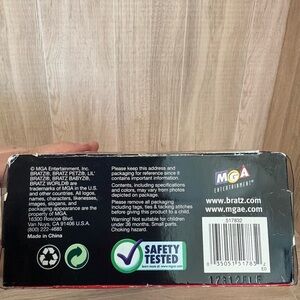 © MGA Entertainment, Inc.
BRATZ®, BRATZ PETZ®, LIL'
BRATZ®, BRATZ BABYZ®,
BRATZ WORLD® are
trademarks of MGA in the U.S.
and other countries. All logos,
names, characters, likenesses,
images, slogans, and
packaging appearance are the
property of MGA.
16300 Roscoe Blvd.
Van Nuys, CA 91406 U.S.A.
(800) 222-4685
Made in China
Please keep this address and
packaging for reference since it
contains important information.
Contents, including specifications
and colors, may vary from photos
depicted on package.
Please remove all packaging
including tags, ties & tacking stitches
before giving this product to a child.
WARNING:
Not suitable for children under
36 months. Small parts.
Choking hazard.
SAFETY
TESTED
MGA
ENTERTAINMENT
www.bratz.com
www.mgae.com
517832